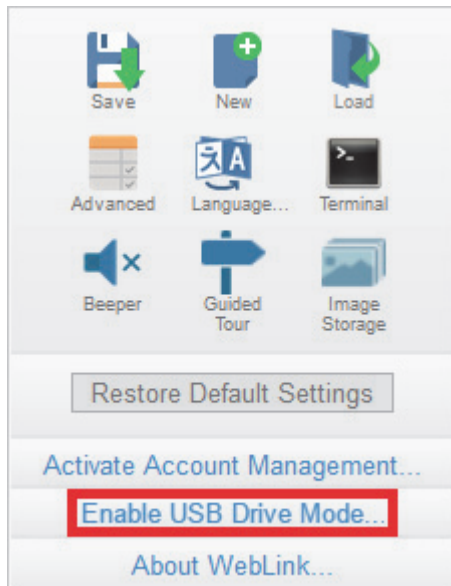 Save New Load
Advanced Language... Terminal
Beeper Guided Tour Image Storage
Restore Default Settings
Activate Account Management...
Enable USB Drive Mode...
About WebLink...